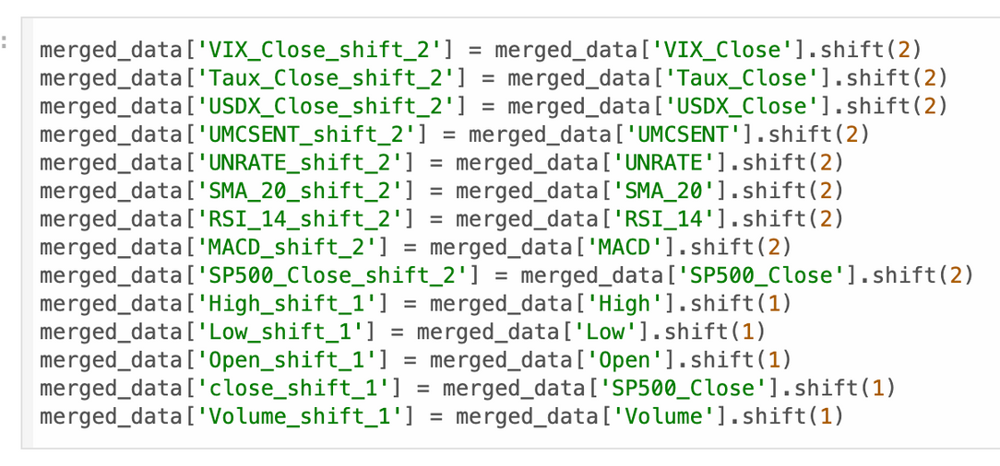 :
merged_data['VIX_Close_shift_2'] = merged_data['VIX_Close'].shift(2)
merged_data['Taux_Close_shift_2'] = merged_data['Taux_Close'].shift(2)
merged_data['USDX_Close_shift_2'] = merged_data['USDX_Close'].shift(2)
merged_data['UMCSENT_shift_2'] = merged_data['UMCSENT'].shift(2)
merged_data['UNRATE_shift_2'] = merged_data['UNRATE'].shift(2)
merged_data['SMA_20_shift_2'] = merged_data['SMA_20'].shift(2)
merged_data['RSI_14_shift_2'] = merged_data['RSI_14'].shift(2)
merged_data['MACD_shift_2'] = merged_data['MACD'].shift(2)
merged_data['SP500_Close_shift_2'] = merged_data['SP500_Close'].shift(2)
merged_data['High_shift_1'] = merged_data['High'].shift(1)
merged_data['Low_shift_1'] = merged_data['Low'].shift(1)
merged_data['Open_shift_1'] = merged_data['Open'].shift(1)
merged_data['close_shift_1'] = merged_data['SP500_Close'].shift(1)
merged_data['Volume_shift_1'] = merged_data['Volume'].shift(1)